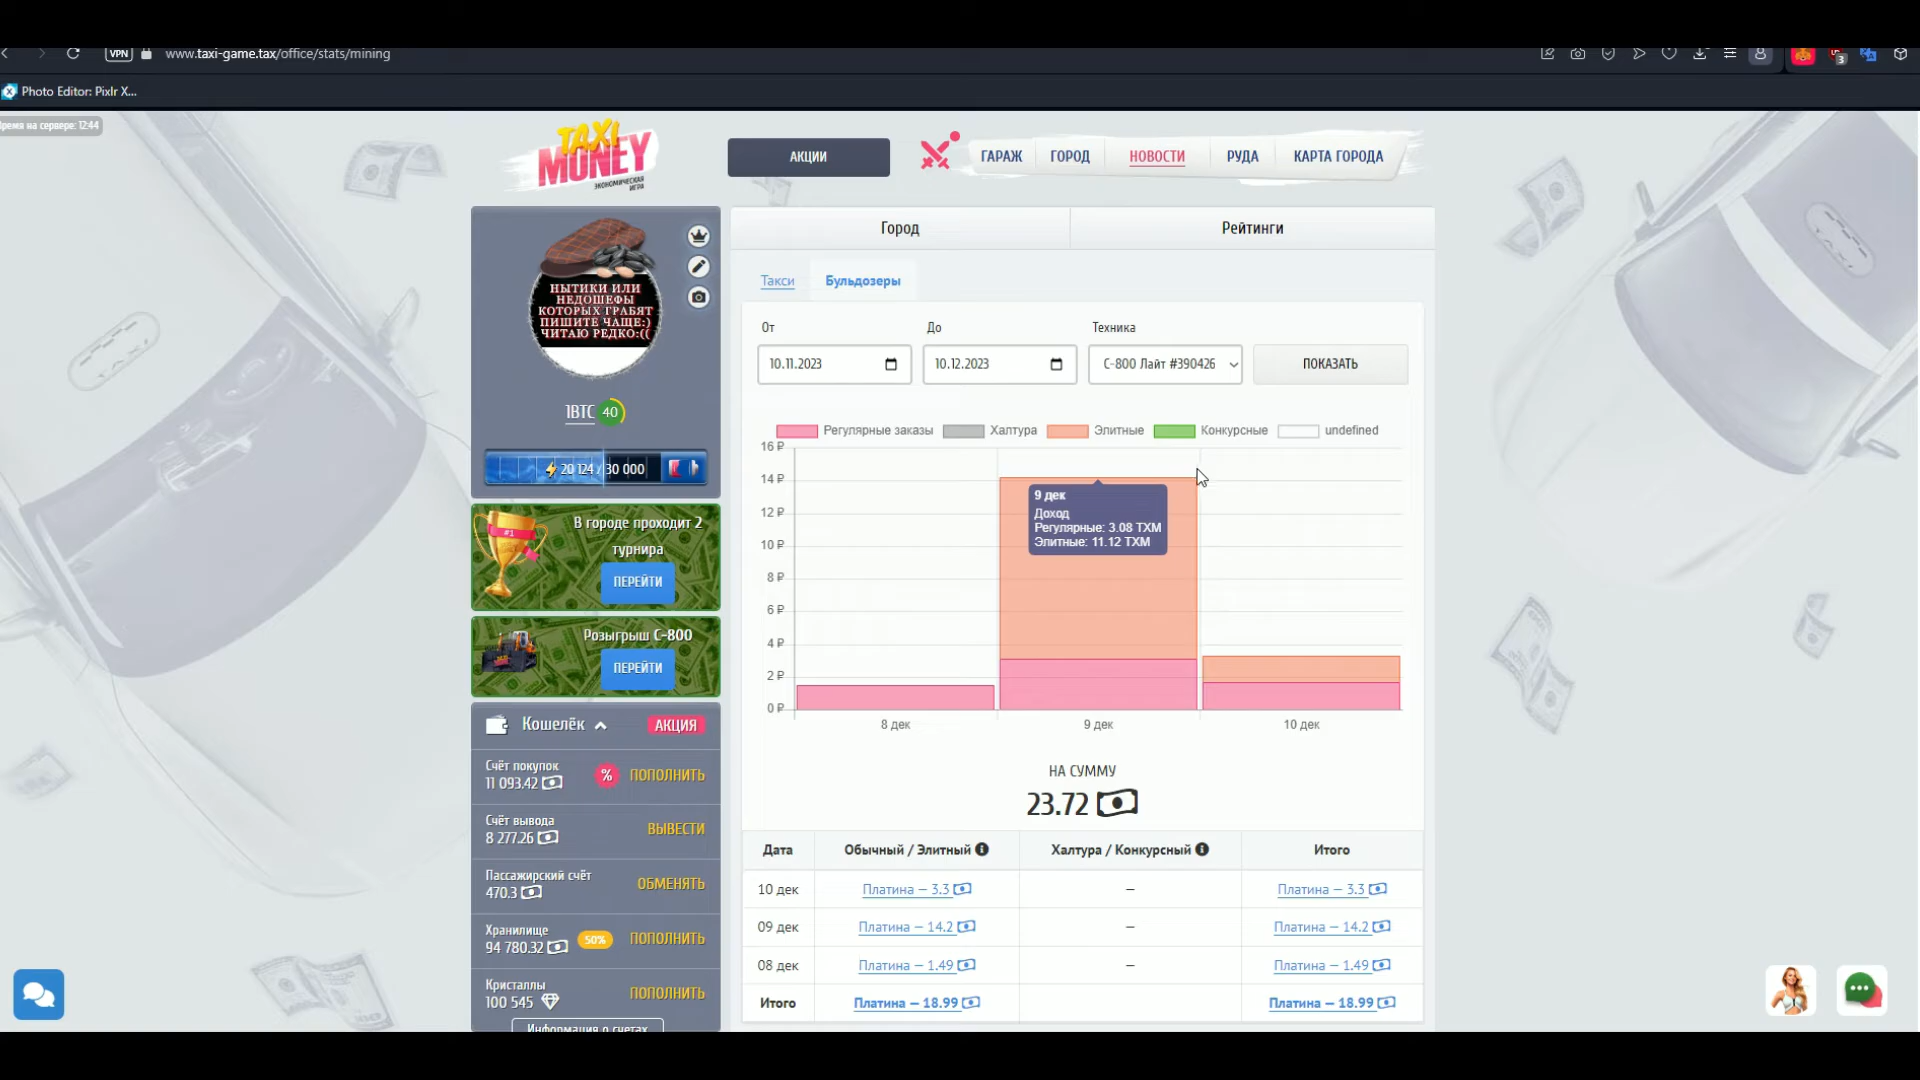 VPN www.taxi-game.tax/office/stats/mining
3
Photo Editor: Pixlr X...
время на сервере: 12:44
TAXI
MONEY
ЭКОНОМИЧЕСКАЯ
ИГРА
АКЦИИ
ГАРАЖ ГОРОД НОВОСТИ РУДА КАРТА ГОРОДА
НЫТИКИ ИЛИ
НЕДОШЕФЫ
КОТОРЫХ ГРАБЯТ
ПИШИТЕ ЧАЩЕ:)
ЧИТАЮ РЕДКО:((
1BTC 40
20 124 / 30 000
#1
В городе проходит 2
турнира
ПЕРЕЙТИ
Розыгрыш С-800
ПЕРЕЙТИ
Кошелёк АКЦИЯ
Счёт покупок
11 093.42 % ПОПОЛНИТЬ
Счёт вывода
8 277.26 ВЫВЕСТИ
Пассажирский счёт
470.3 ОБМЕНЯТЬ
Хранилище
94 780.32 50% ПОПОЛНИТЬ
Кристаллы
100 545 ПОПОЛНИТЬ
Информация о счетах
Город Рейтинги
Такси Бульдозеры
От До Техника
10.11.2023 10.12.2023 С-800 Лайт #390426 ПОКАЗАТЬ
Регулярные заказы Халтура Элитные Конкурсные undefined
16 ₽
14 ₽
12 ₽
10 ₽
8 ₽
6 ₽
4 ₽
2 ₽
0 ₽
9 дек
Доход
Регулярные: 3.08 TXM
Элитные: 11.12 TXM
8 дек 9 дек 10 дек
НА СУММУ
23.72
Дата Обычный / Элитный Халтура / Конкурсный Итого
10 дек Платина – 3.3 – Платина – 3.3
09 дек Платина – 14.2 – Платина – 14.2
08 дек Платина – 1.49 – Платина – 1.49
Итого Платина – 18.99 Платина – 18.99